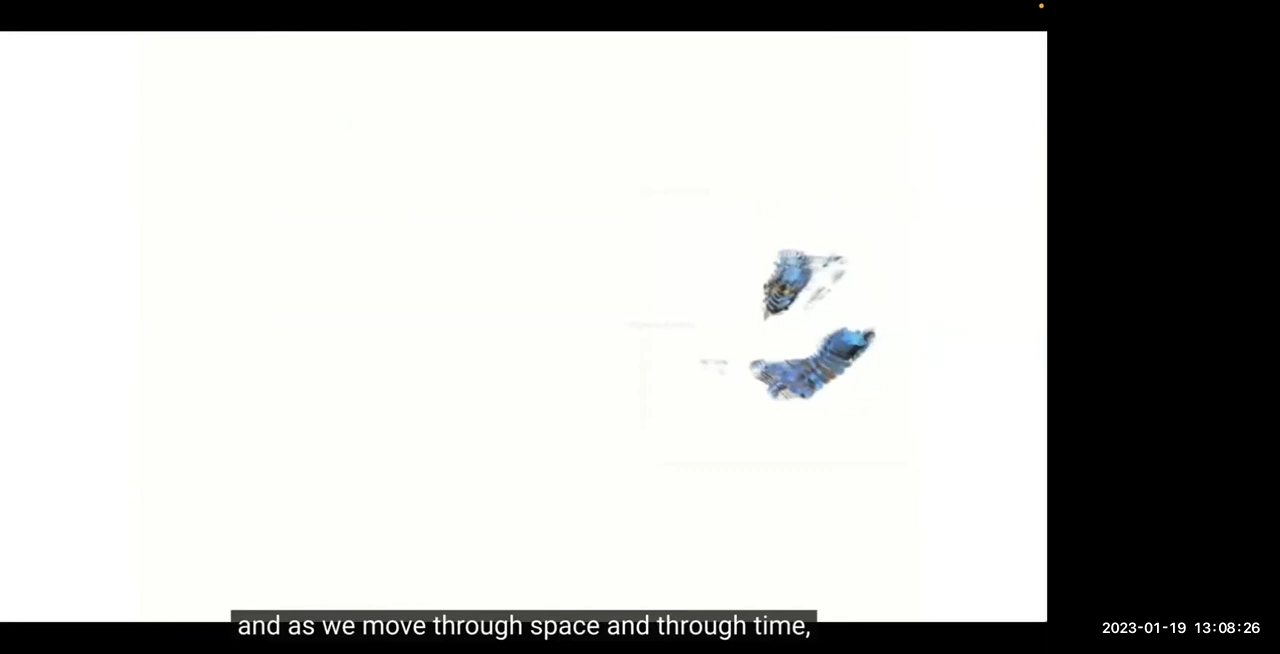 and as we move through space and through time,
2023-01-19 13:08:26